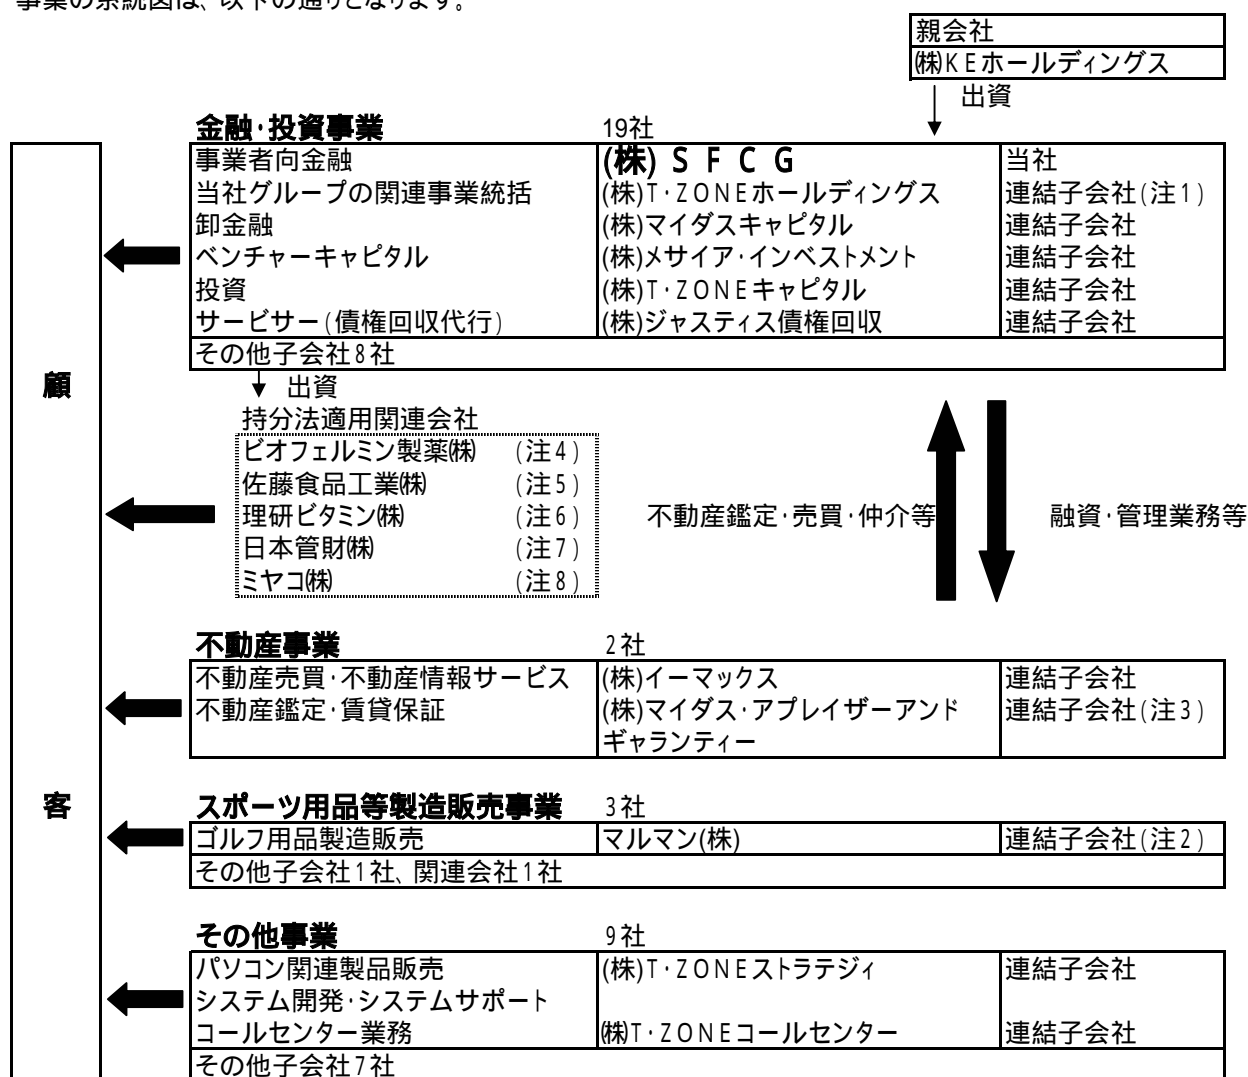 事業の系統図は、以下の通りとなります。
親会社
㈱KEホールディングス
出資
金融・投資事業 19社
事業者向金融 (株)SFCG 当社
当社グループの関連事業統括 (株)T・ZONEホールディングス 連結子会社(注1)
卸金融 (株)マイダスキャピタル 連結子会社
ベンチャーキャピタル (株)メサイア・インベストメント 連結子会社
投資 (株)T・ZONEキャピタル 連結子会社
サービサー(債権回収代行) (株)ジャスティス債権回収 連結子会社
その他子会社8社
顧
出資
持分法適用関連会社
ビオフェルミン製薬㈱ (注4)
佐藤食品工業㈱ (注5)
理研ビタミン㈱ (注6)
日本管財㈱ (注7)
ミヤコ㈱ (注8)
不動産鑑定・売買・仲介等 融資・管理業務等
不動産事業 2社
不動産売買・不動産情報サービス (株)イーマックス 連結子会社
不動産鑑定・賃貸保証 (株)マイダス・アプレイザーアンド 連結子会社(注3)
ギャランティー
客
スポーツ用品等製造販売事業 3社
ゴルフ用品製造販売 マルマン(株) 連結子会社(注2)
その他子会社1社、関連会社1社
その他事業 9社
パソコン関連製品販売 (株)T・ZONEストラテジィ 連結子会社
システム開発・システムサポート
コールセンター業務 ㈱T・ZONEコールセンター 連結子会社
その他子会社7社